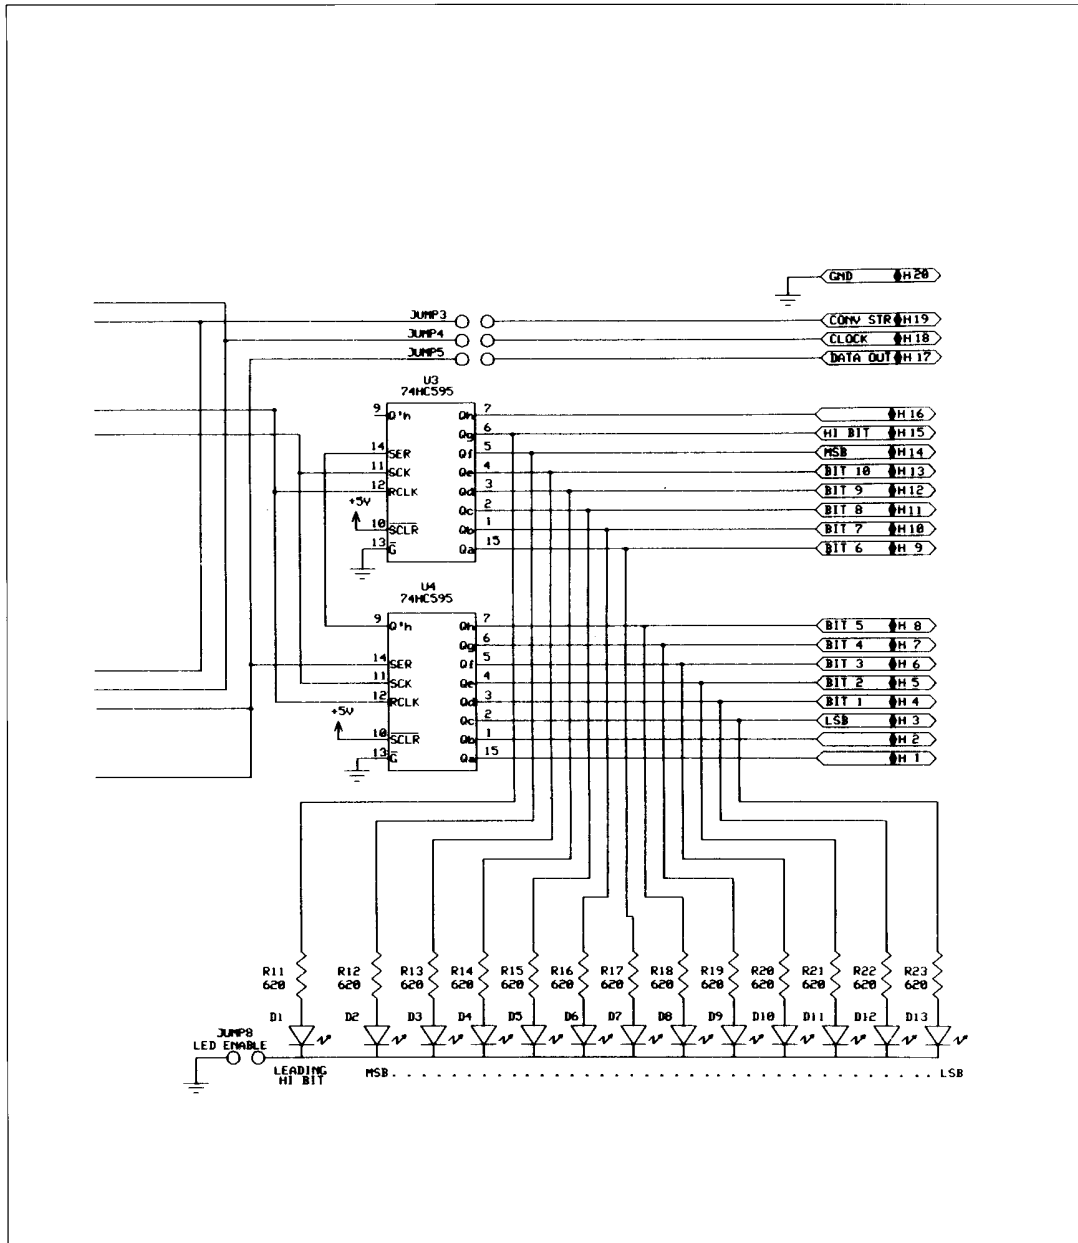 GND H20
JUMP3 CONV STR H19
JUMP4 CLOCK H18
JUMP5 DATA OUT H17
U3
74HC595
9 Q'h Qh 7 H16
Qg 6 HI BIT H15
14 SER Qf 5 MSB H14
11 SCK Qe 4 BIT 10 H13
12 RCLK Qd 3 BIT 9 H12
+5V Qc 2 BIT 8 H11
10 SCLR Qb 1 BIT 7 H10
13 G Qa 15 BIT 6 H 9
U4
74HC595
9 Q'h Qh 7 BIT 5 H 8
Qg 6 BIT 4 H 7
14 SER Qf 5 BIT 3 H 6
11 SCK Qe 4 BIT 2 H 5
12 RCLK Qd 3 BIT 1 H 4
+5V Qc 2 LSB H 3
10 SCLR Qb 1 H 2
13 G Qa 15 H 1
R11 R12 R13 R14 R15 R16 R17 R18 R19 R20 R21 R22 R23
620 620 620 620 620 620 620 620 620 620 620 620 620
D1 D2 D3 D4 D5 D6 D7 D8 D9 D10 D11 D12 D13
JUMP8
LED ENABLE
LEADING
HI BIT
MSB. . . . . . . . . . . . . . . . . . . . . . . . . . . . . . . . . . LSB